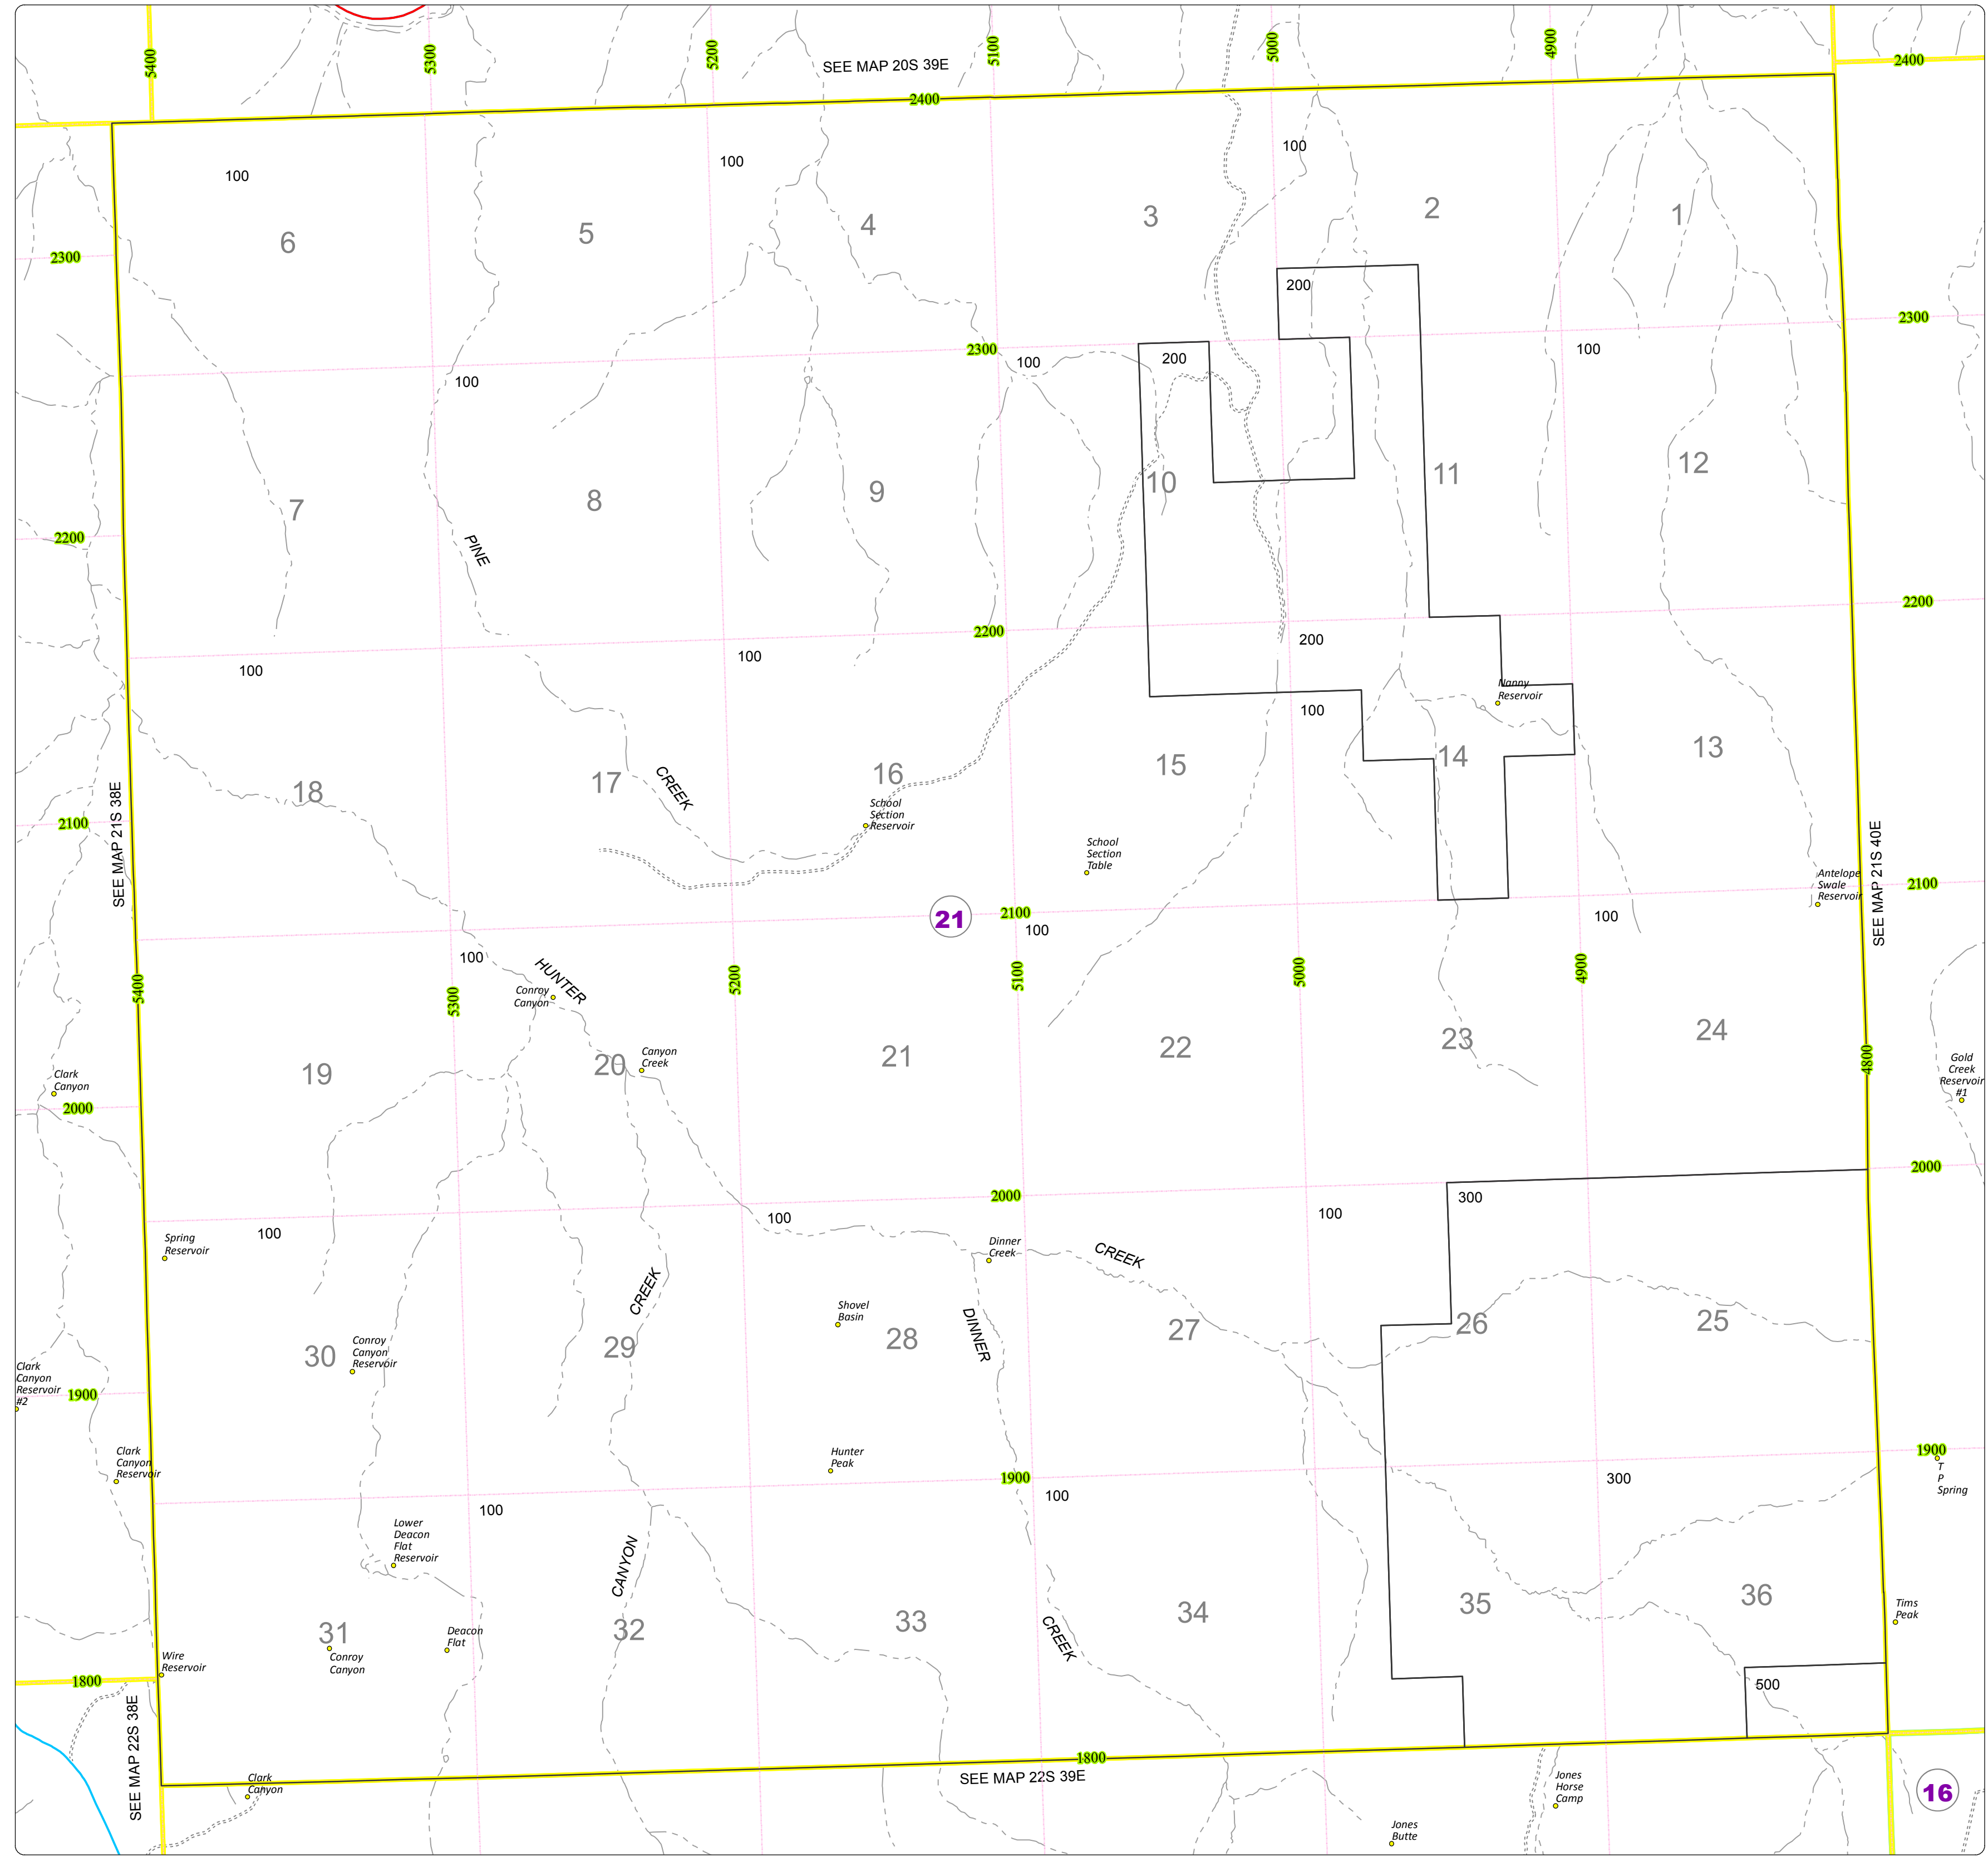 5400
5300
5200
5100
5000
4900
2400
SEE MAP 20S 39E
2400
100
100
100
6
5
4
3
2
1
2300
2300
2300
200
200
100
100
100
7
8
9
10
11
12
2200
2200
2200
PINE
100
100
200
100
Nanny
Reservoir
18
17
16
15
14
13
CREEK
School
Section
Reservoir
School
Section
Table
2100
SEE MAP 21S 38E
SEE MAP 21S 40E
Antelope
Swale
Reservoir
2100
21
2100
100
100
100
HUNTER
Conroy
Canyon
5400
5300
5200
5100
5000
4900
4800
19
20
21
22
23
24
Canyon
Creek
Clark
Canyon
2000
Gold
Creek
Reservoir
#1
2000
2000
100
100
100
300
Spring
Reservoir
Dinner
Creek
CREEK
CREEK
DINNER
Shovel
Basin
30
29
28
27
26
25
Conroy
Canyon
Reservoir
Clark
Canyon
Reservoir
#2
1900
Clark
Canyon
Reservoir
Hunter
Peak
1900
1900
T
P
Spring
100
100
300
Lower
Deacon
Flat
Reservoir
CANYON
CREEK
31
32
33
34
35
36
Conroy
Canyon
Deacon
Flat
Tims
Peak
Wire
Reservoir
1800
500
SEE MAP 22S 38E
1800
SEE MAP 22S 39E
Clark
Canyon
Jones
Horse
Camp
Jones
Butte
16